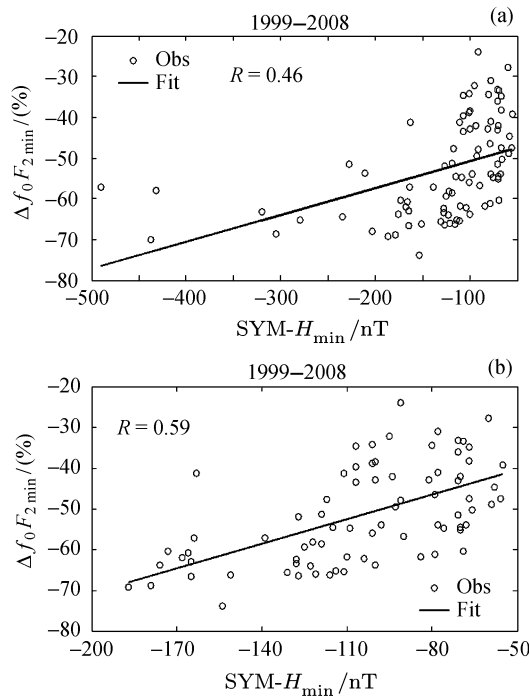 (a)
1999–2008
−20
−30
−40
−50
−60
−70
−80
Obs
Fit
R = 0.46
Δf₀F₂ min/(%)
−500 −400 −300 −200 −100
SYM-Hmin/nT
(b)
1999–2008
−20
−30
−40
−50
−60
−70
−80
R = 0.59
Obs
Fit
Δf₀F₂ min/(%)
−200 −170 −140 −110 −80 −50
SYM-Hmin/nT